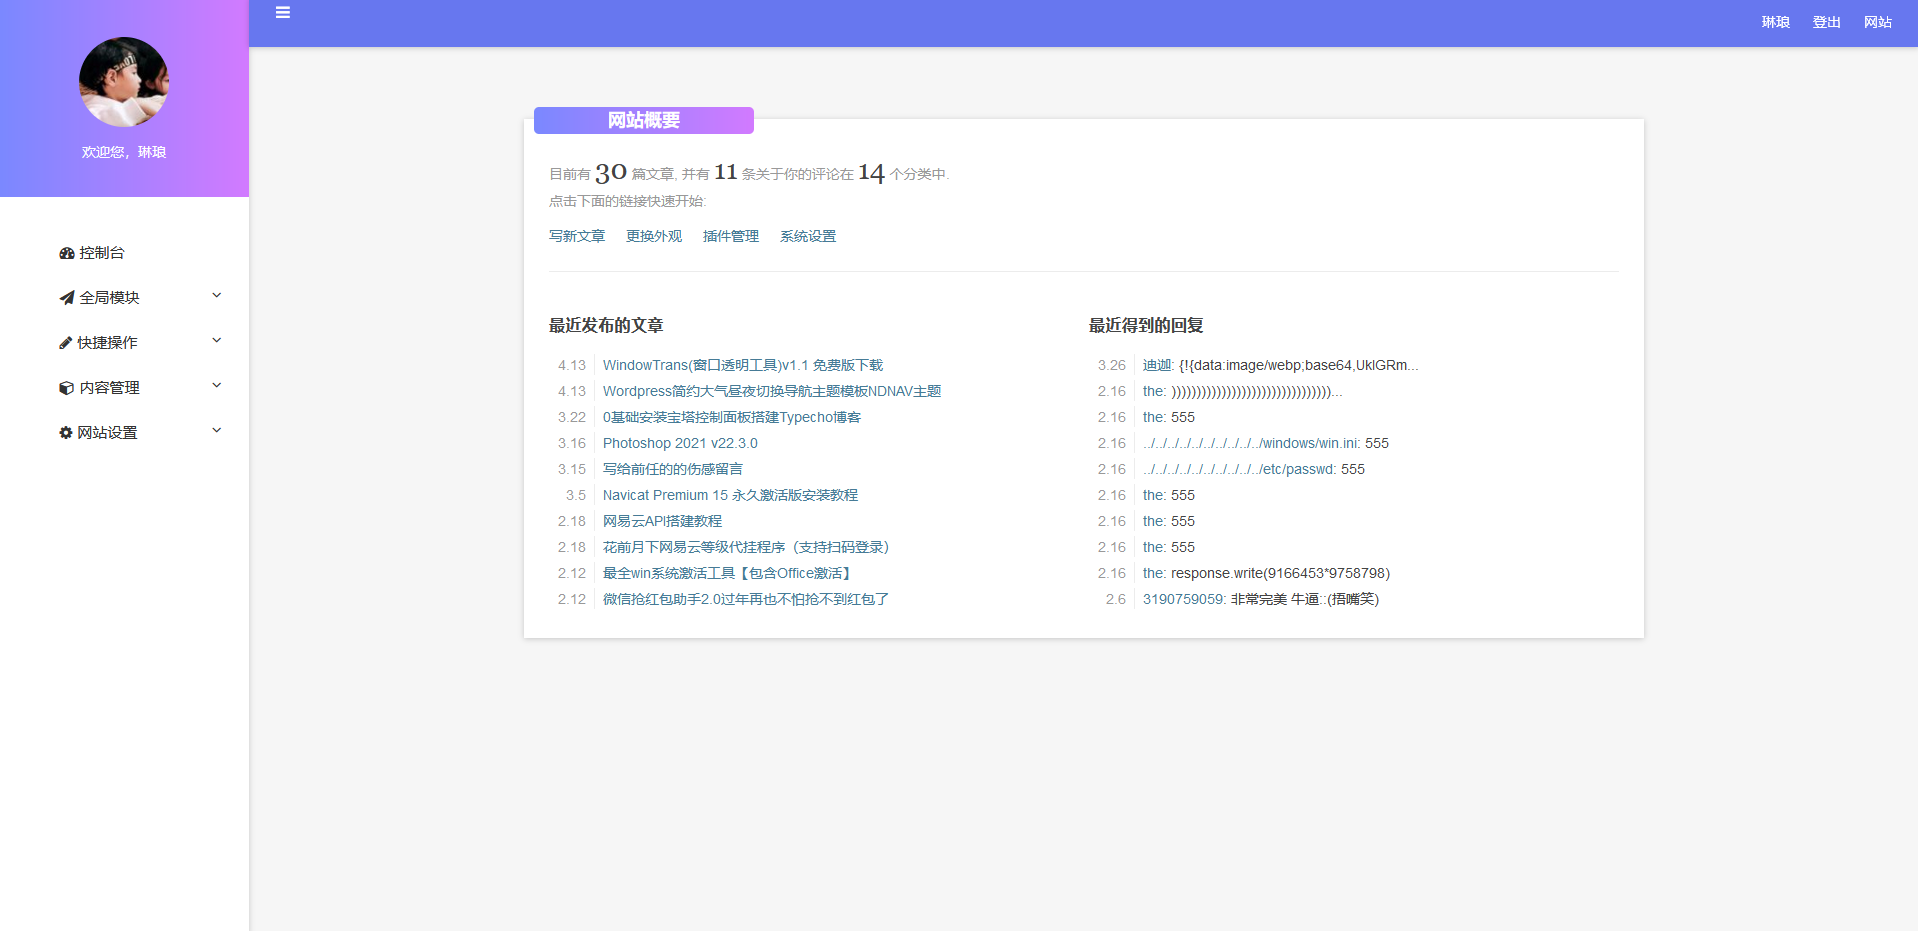 琳琅 登出 网站
欢迎您，琳琅
控制台
全局模块
快捷操作
内容管理
网站设置
网站概要
目前有 30 篇文章, 并有 11 条关于你的评论在 14 个分类中.
点击下面的链接快速开始:
写新文章 更换外观 插件管理 系统设置
最近发布的文章
4.13 WindowTrans(窗口透明工具)v1.1 免费版下载
4.13 Wordpress简约大气昼夜切换导航主题模板NDNAV主题
3.22 0基础安装宝塔控制面板搭建Typecho博客
3.16 Photoshop 2021 v22.3.0
3.15 写给前任的的伤感留言
3.5 Navicat Premium 15 永久激活版安装教程
2.18 网易云API搭建教程
2.18 花前月下网易云等级代挂程序（支持扫码登录）
2.12 最全win系统激活工具【包含Office激活】
2.12 微信抢红包助手2.0过年再也不怕抢不到红包了
最近得到的回复
3.26 迪迦: {!{data:image/webp;base64,UklGRm...
2.16 the: ))))))))))))))))))))))))))))))))...
2.16 the: 555
2.16 ../../../../../../../../../../windows/win.ini: 555
2.16 ../../../../../../../../../../etc/passwd: 555
2.16 the: 555
2.16 the: 555
2.16 the: 555
2.16 the: response.write(9166453*9758798)
2.6 3190759059: 非常完美 牛逼::(捂嘴笑)